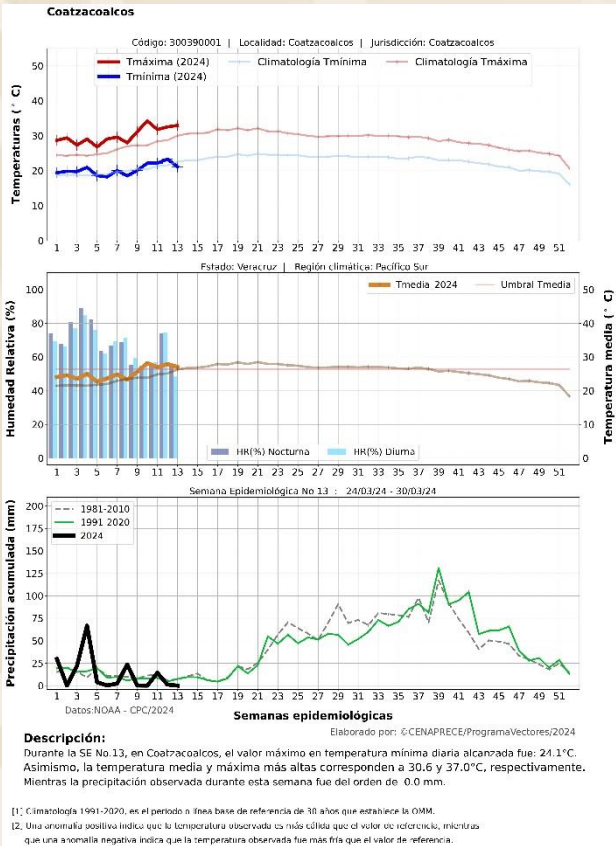 Coatzacoalcos
Código: 300390001 | Localidad: Coatzacoalcos | Jurisdicción: Coatzacoalcos
Tmáxima (2024)
Tmínima (2024)
Climatología Tmínima
Climatología Tmáxima
Temperaturas (° C)
50
40
30
20
10
0
1 3 5 7 9 11 13 15 17 19 21 23 25 27 29 31 33 35 37 39 41 43 45 47 49 51
Estado: Veracruz | Región climática: Pacífico Sur
Tmedia 2024
Umbral Tmedia
Humedad Relativa (%)
100
80
60
40
20
0
Temperatura media (° C)
50
40
30
20
10
0
HR(%) Nocturna
HR(%) Diurna
1 3 5 7 9 11 13 15 17 19 21 23 25 27 29 31 33 35 37 39 41 43 45 47 49 51
Semana Epidemiológica No 13 : 24/03/24 - 30/03/24
1981-2010
1991 2020
2024
Precipitación acumulada (mm)
200
175
150
125
100
75
50
25
0
1 3 5 7 9 11 13 15 17 19 21 23 25 27 29 31 33 35 37 39 41 43 45 47 49 51
Datos:NOAA - CPC/2024
Semanas epidemiológicas
Elaborado por: ©CENAPRECE/ProgramaVectores/2024
Descripción:
Durante la SE No.13, en Coatzacoalcos, el valor máximo en temperatura mínima diaria alcanzada fue: 24.1°C.
Asimismo, la temperatura media y máxima más altas corresponden a 30.6 y 37.0°C, respectivamente.
Mientras la precipitación observada durante esta semana fue del orden de 0.0 mm.
[1] Climatología 1991-2020, es el periodo o línea base de referencia de 30 años que establece la OMM.
[2] Una anomalía positiva indica que la temperatura observada es más cálida que el valor de referencia, mientras
que una anomalía negativa indica que la temperatura observada fue más fría que el valor de referencia.